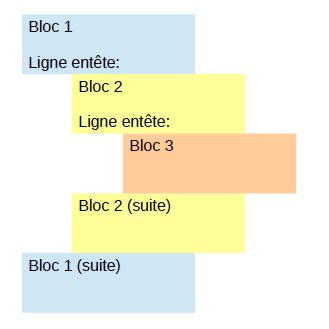 Bloc 1
Ligne entête:
Bloc 2
Ligne entête:
Bloc 3
Bloc 2 (suite)
Bloc 1 (suite)